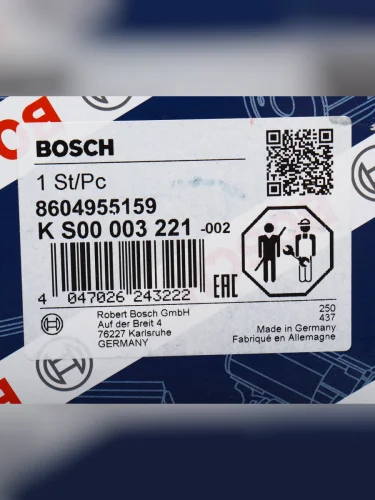 BOSCH
1 St/Pc
8604955159
K S00 003 221 -002
4 047026 243222
EAC
Robert Bosch GmbH
Auf der Breit 4
76227 Karlsruhe
250
437
Made in Germany
Fabriqué en Allemagne